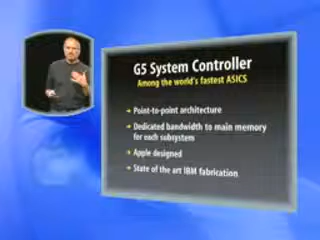 G5 System Controller
Among the world's fastest ASICS
Point-to-point architecture
Dedicated bandwidth to main memory
for each subsystem
Apple designed
State of the art IBM fabrication